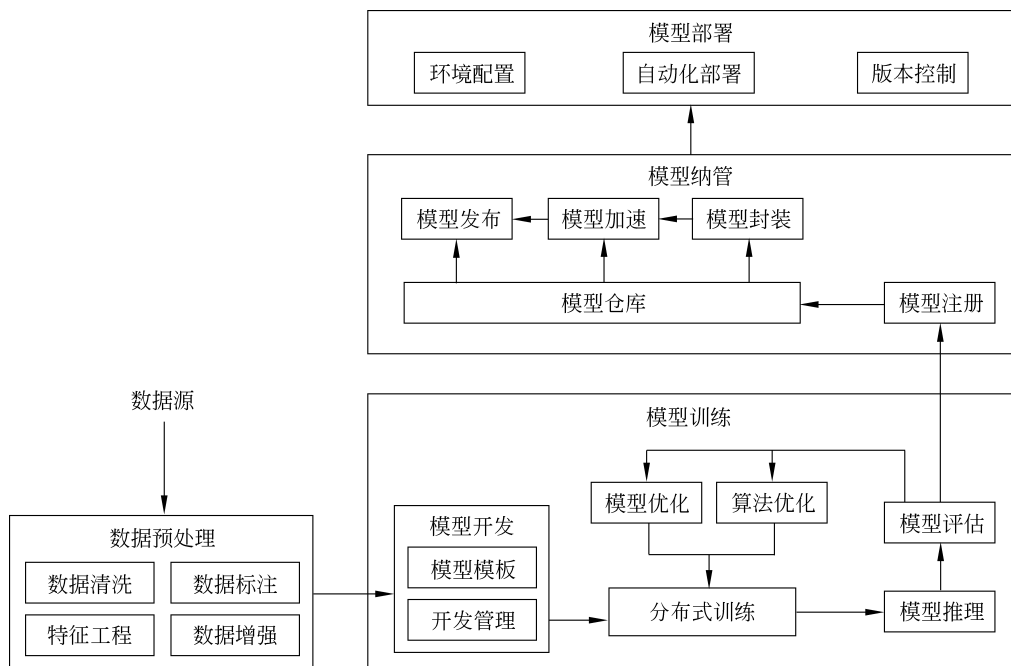 模型部署
环境配置
自动化部署
版本控制
模型纳管
模型发布
模型加速
模型封装
模型仓库
模型注册
数据源
模型训练
模型优化
算法优化
模型评估
数据预处理
数据清洗
数据标注
特征工程
数据增强
模型开发
模型模板
开发管理
分布式训练
模型推理